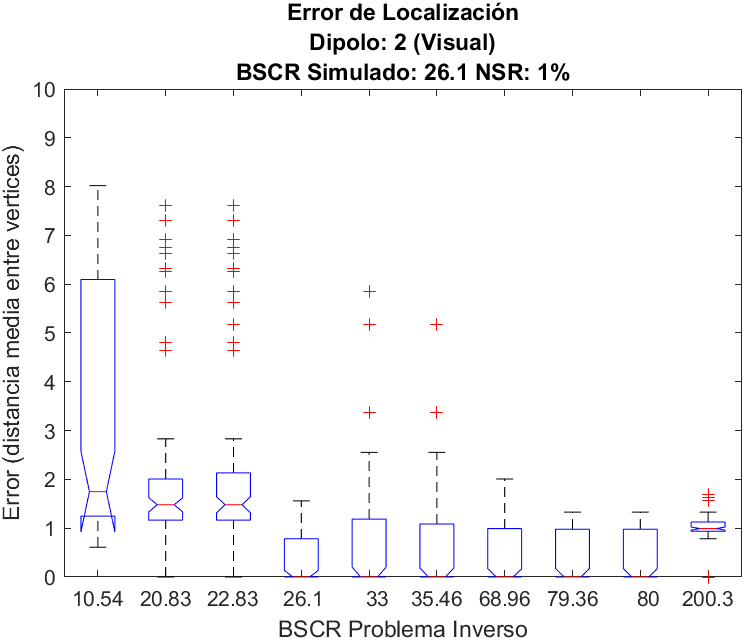 Error de Localización
Dipolo: 2 (Visual)
BSCR Simulado: 26.1 NSR: 1%
10
9
8
7
6
5
4
3
2
1
0
Error (distancia media entre vertices)
10.54 20.83 22.83 26.1 33 35.46 68.96 79.36 80 200.3
BSCR Problema Inverso